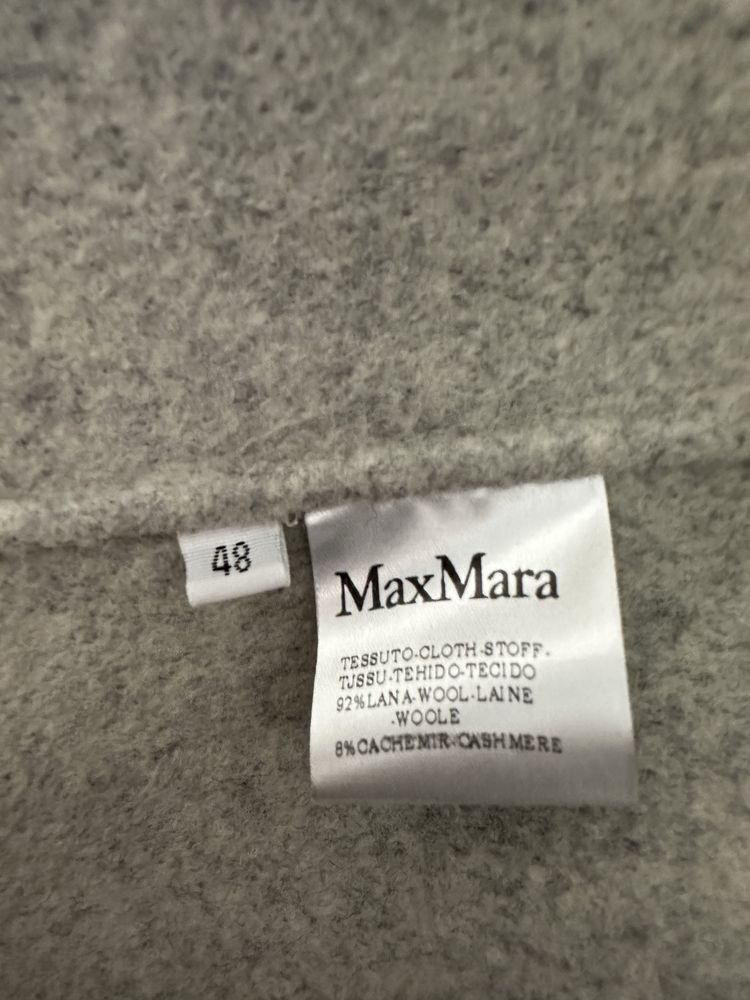 48
MaxMara
TESSUTO-CLOTH-STOFF.
TJSSU-TEHIDO-TECIDO
92%LANA-WOOL-LAINE
-WOOLE
8%CACHEMIR-CASHMERE